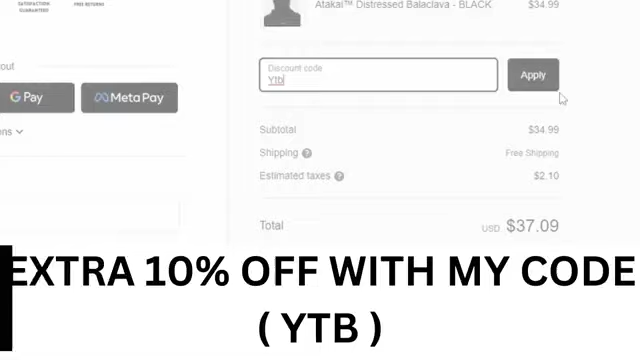 SATISFACTION GUARANTEED
FREE RETURNS
Atakai™ Distressed Balaclava - BLACK $34.99
Discount code
Ytb
Apply
out
G Pay
Meta Pay
ons
Subtotal $34.99
Shipping Free Shipping
Estimated taxes $2.10
Total USD $37.09
EXTRA 10% OFF WITH MY CODE
( YTB )